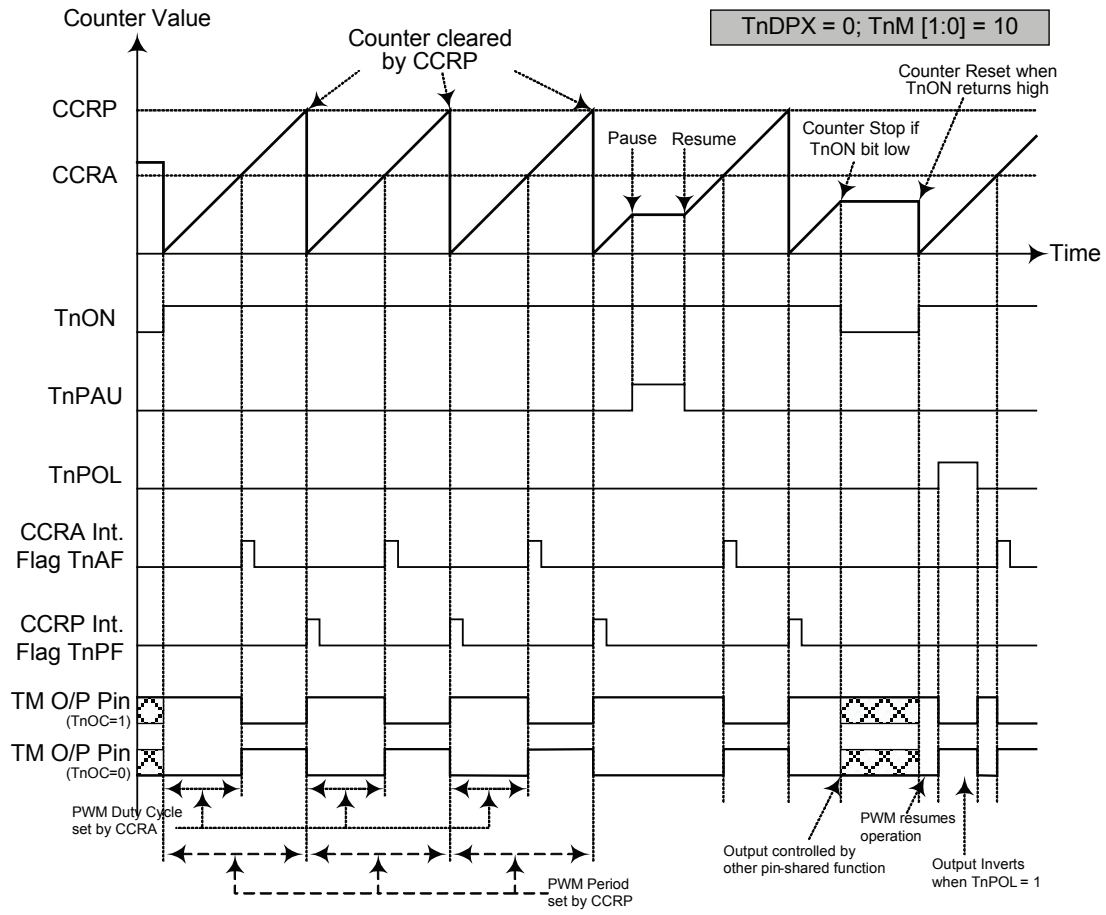 Counter Value
TnDPX = 0; TnM [1:0] = 10
Counter cleared
by CCRP
Counter Reset when
TnON returns high
CCRP
Counter Stop if
TnON bit low
Pause
Resume
CCRA
Time
TnON
TnPAU
TnPOL
CCRA Int.
Flag TnAF
CCRP Int.
Flag TnPF
TM O/P Pin
(TnOC=1)
TM O/P Pin
(TnOC=0)
PWM Duty Cycle
set by CCRA
PWM resumes
operation
Output controlled by
other pin-shared function
Output Inverts
when TnPOL = 1
PWM Period
set by CCRP